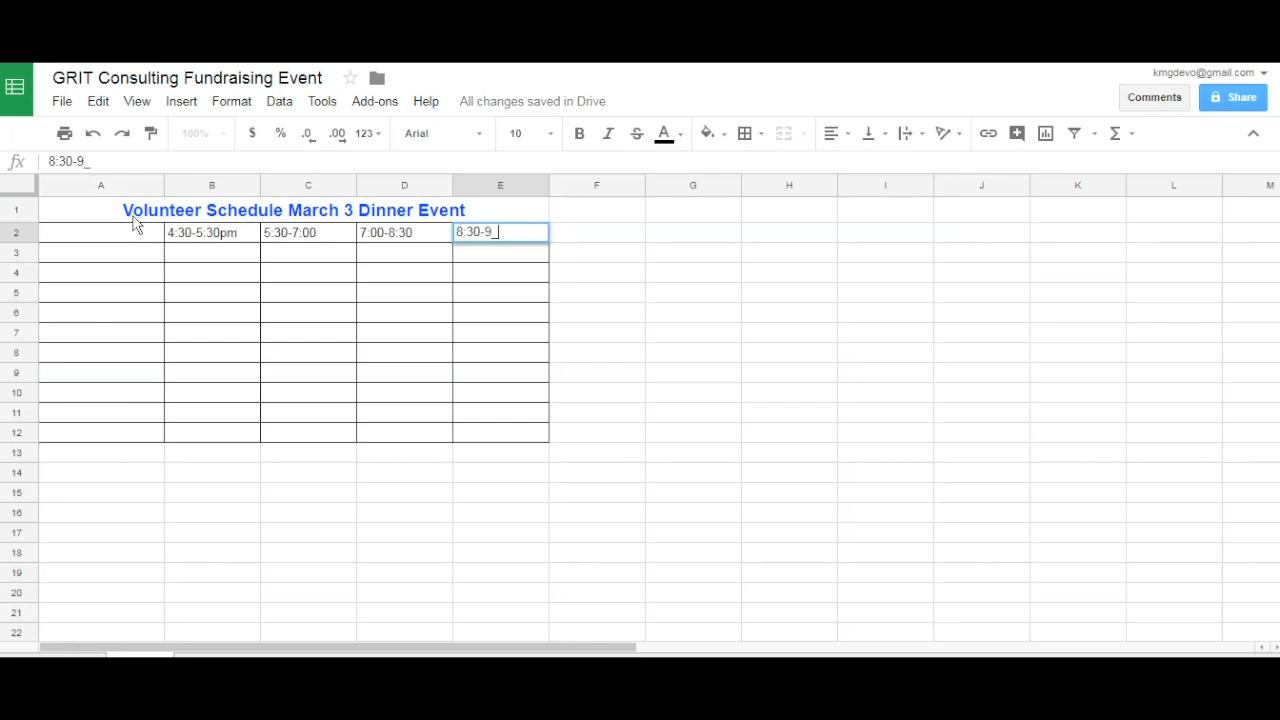 GRIT Consulting Fundraising Event
kmgdevo@gmail.com
File Edit View Insert Format Data Tools Add-ons Help All changes saved in Drive
Comments Share
100% $ % .0 .00 123 Arial 10 B I S A Σ
fx 8:30-9_
A B C D E F G H I J K L M
1 Volunteer Schedule March 3 Dinner Event
2 4:30-5:30pm 5:30-7:00 7:00-8:30 8:30-9_
3
4
5
6
7
8
9
10
11
12
13
14
15
16
17
18
19
20
21
22